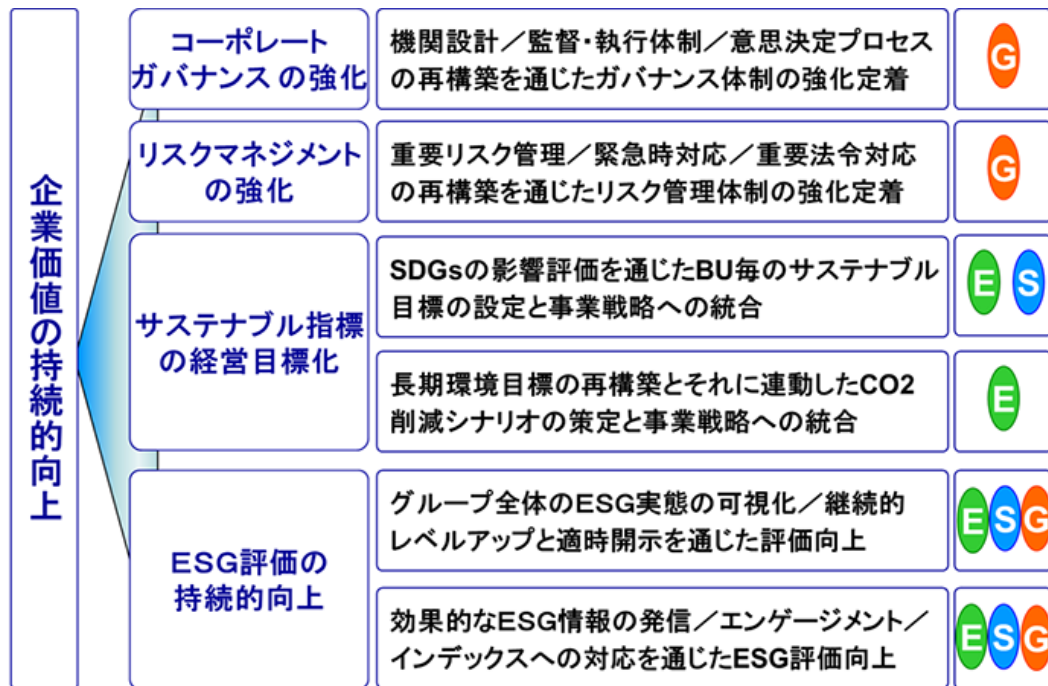 企業価値の持続的向上
コーポレート
ガバナンス の強化
機関設計／監督・執行体制／意思決定プロセス
の再構築を通じたガバナンス体制の強化定着
G
リスクマネジメント
の強化
重要リスク管理／緊急時対応／重要法令対応
の再構築を通じたリスク管理体制の強化定着
G
サステナブル指標
の経営目標化
SDGsの影響評価を通じたBU毎のサステナブル
目標の設定と事業戦略への統合
E S
長期環境目標の再構築とそれに連動したCO2
削減シナリオの策定と事業戦略への統合
E
ESG評価の
持続的向上
グループ全体のESG実態の可視化／継続的
レベルアップと適時開示を通じた評価向上
ESG
効果的なESG情報の発信／エンゲージメント／
インデックスへの対応を通じたESG評価向上
ESG